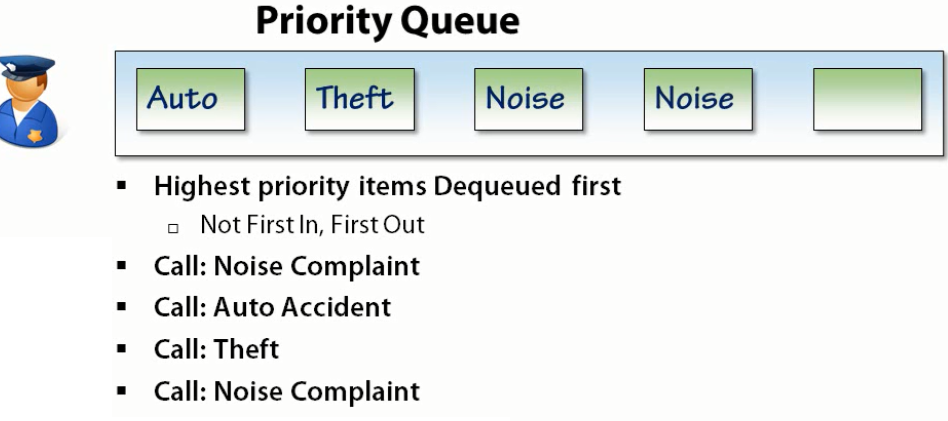 Priority Queue
Auto Theft Noise Noise
▪ Highest priority items Dequeued first
▫ Not First In, First Out
▪ Call: Noise Complaint
▪ Call: Auto Accident
▪ Call: Theft
▪ Call: Noise Complaint